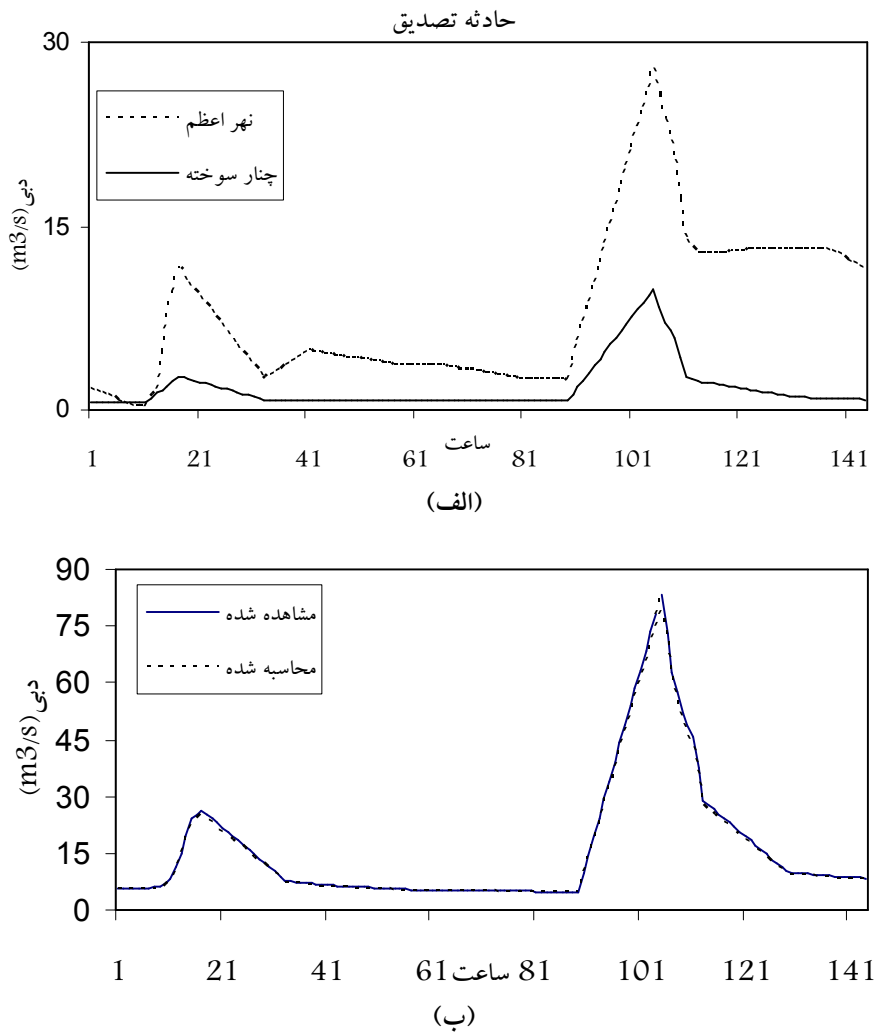 حادثه تصدیق
30
15
0
دبی(m3/s)
نهر اعظم
چنار سوخته
ساعت
1 21 41 61 81 101 121 141
(الف)
90
75
60
45
30
15
0
دبی(m3/s)
مشاهده شده
محاسبه شده
1 21 41 61 ساعت 81 101 121 141
(ب)